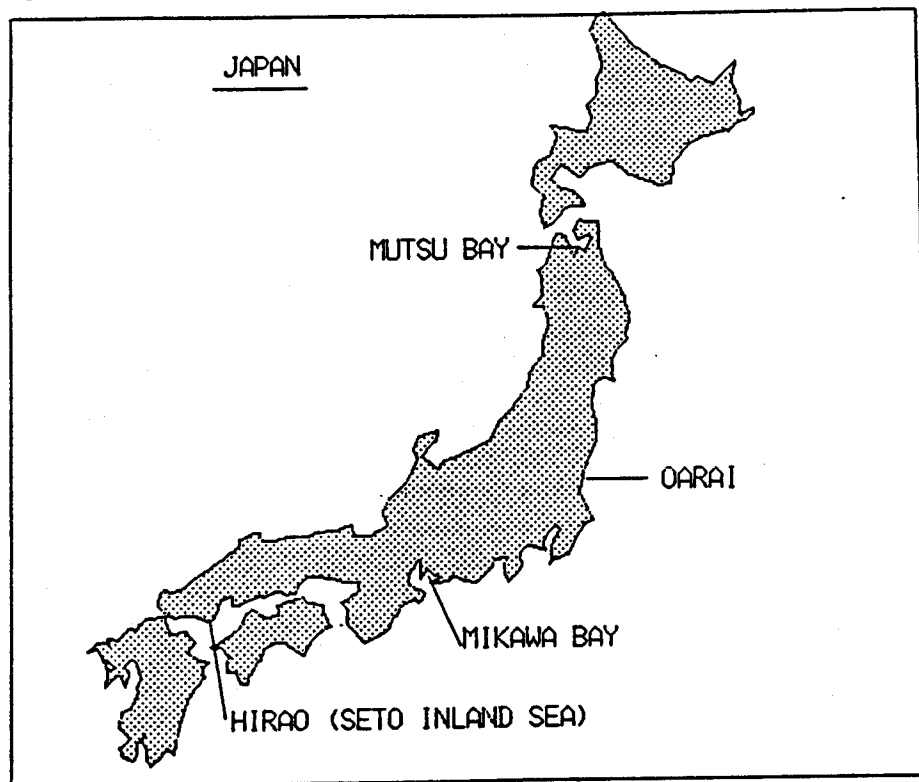 JAPAN
MUTSU BAY
OARAI
MIKAWA BAY
HIRAO (SETO INLAND SEA)